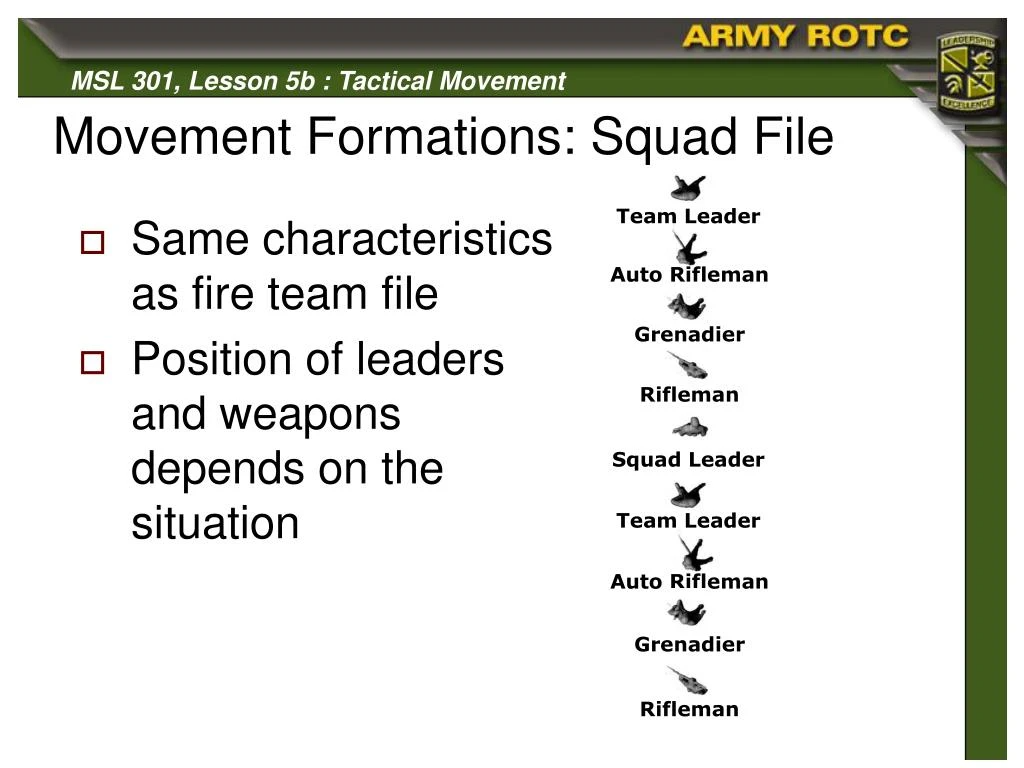 ARMY ROTC
LEADERSHIP
EXCELLENCE
MSL 301, Lesson 5b : Tactical Movement
Movement Formations: Squad File
Same characteristics
as fire team file
Position of leaders
and weapons
depends on the
situation
Team Leader
Auto Rifleman
Grenadier
Rifleman
Squad Leader
Team Leader
Auto Rifleman
Grenadier
Rifleman